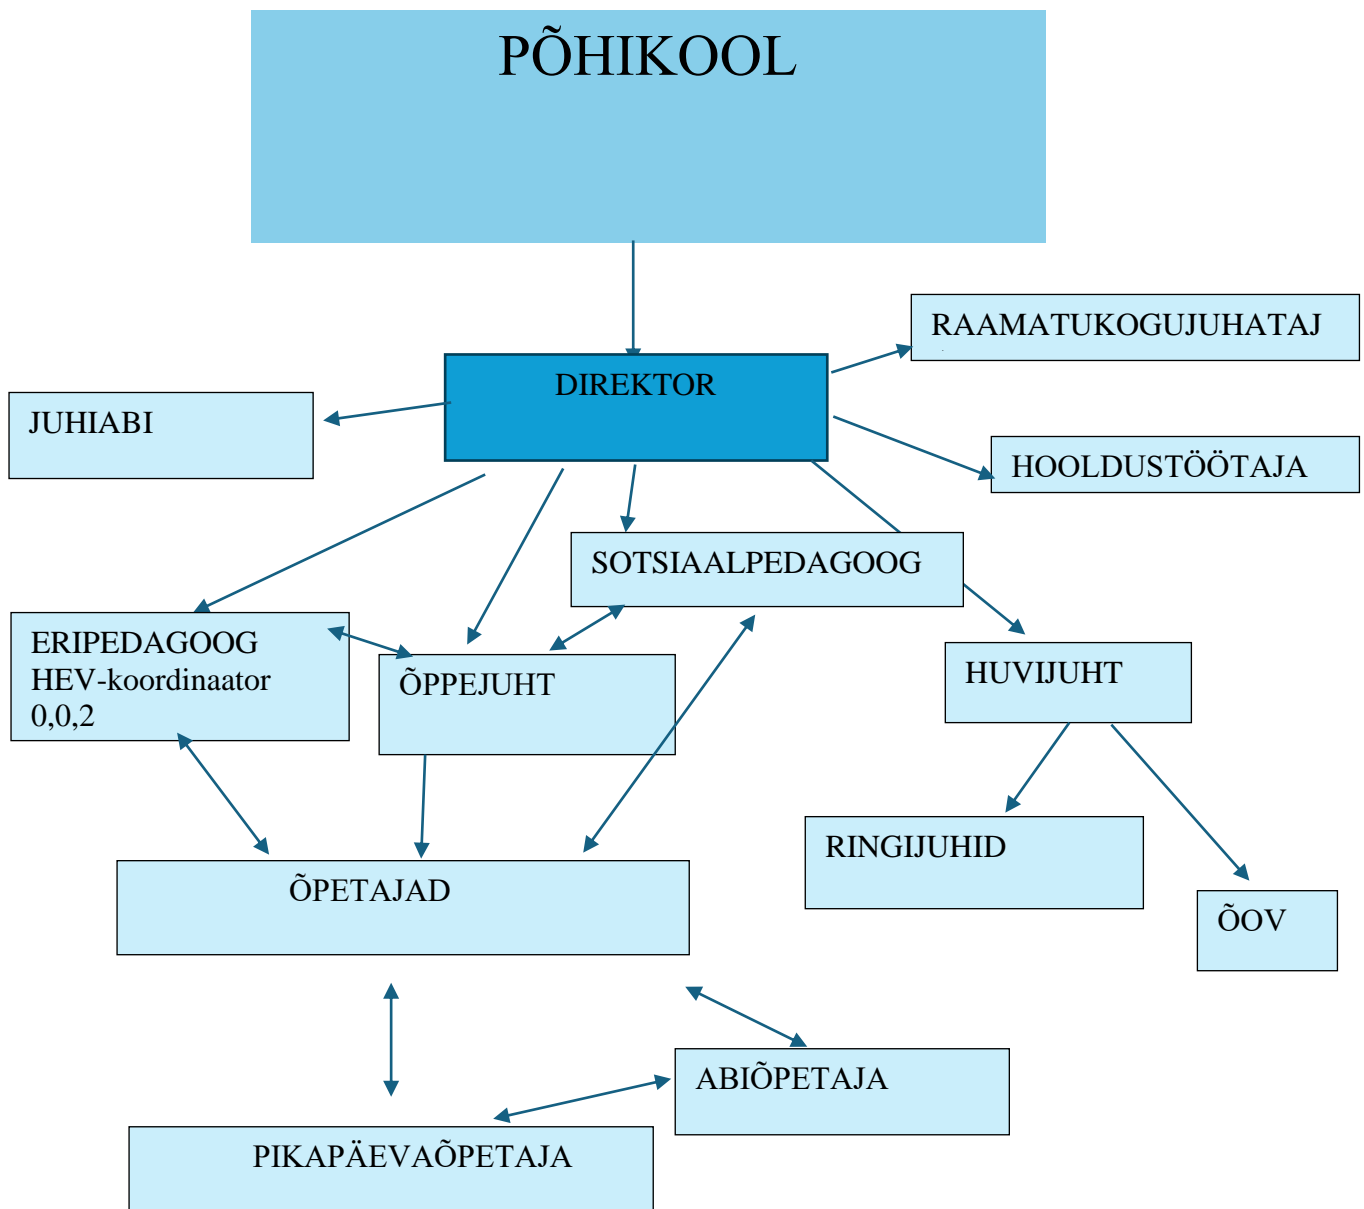 PÕHIKOOL
RAAMATUKOGUJUHATAJ
DIREKTOR
JUHIABI
HOOLDUSTÖÖTAJA
SOTSIAALPEDAGOOG
ERIPEDAGOOG
HEV-koordinaator
0,0,2
ÕPPEJUHT
HUVIJUHT
RINGIJUHID
ÕPETAJAD
ÕOV
ABIÕPETAJA
PIKAPÄEVAÕPETAJA